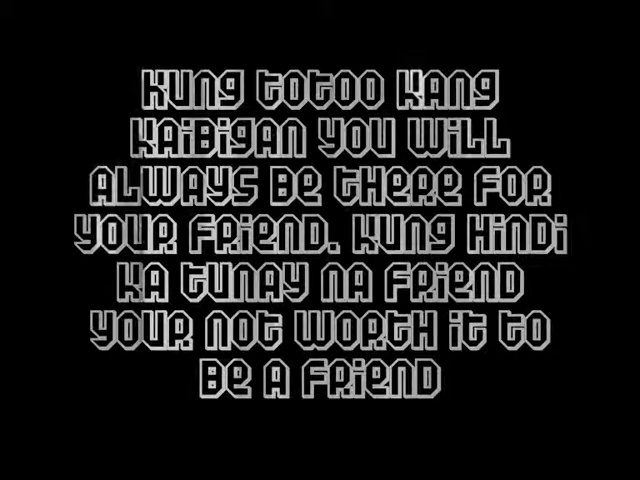 KUNG TOTOO KANG
KAIBIGAN YOU WILL
ALWAYS BE THERE FOR
YOUR FRIEND. KUNG HINDI
KA TUNAY NA FRIEND
YOUR NOT WORTH IT TO
BE A FRIEND